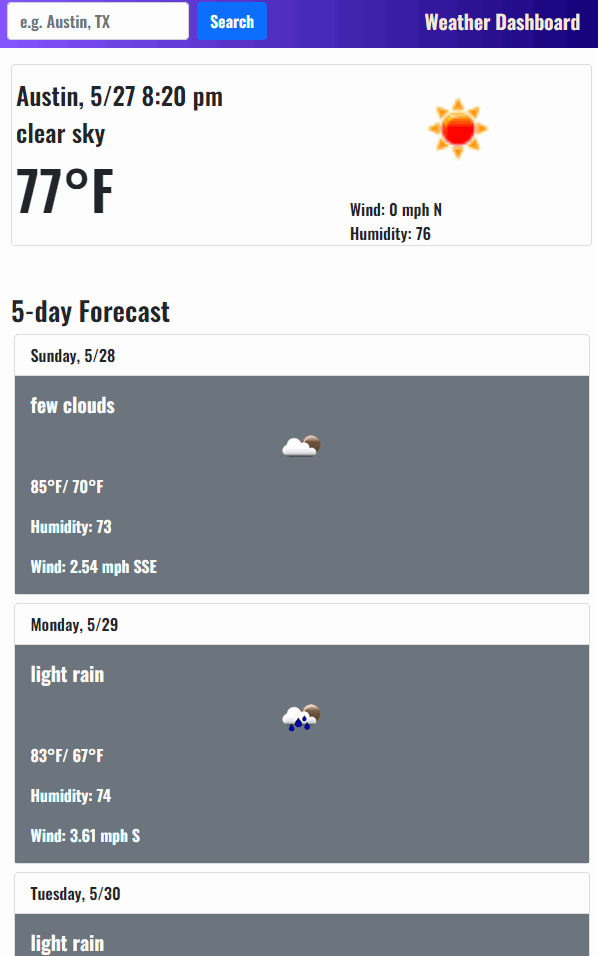 e.g. Austin, TX
Search
Weather Dashboard
Austin, 5/27 8:20 pm
clear sky
77°F
Wind: 0 mph N
Humidity: 76
5-day Forecast
Sunday, 5/28
few clouds
85°F/ 70°F
Humidity: 73
Wind: 2.54 mph SSE
Monday, 5/29
light rain
83°F/ 67°F
Humidity: 74
Wind: 3.61 mph S
Tuesday, 5/30
light rain